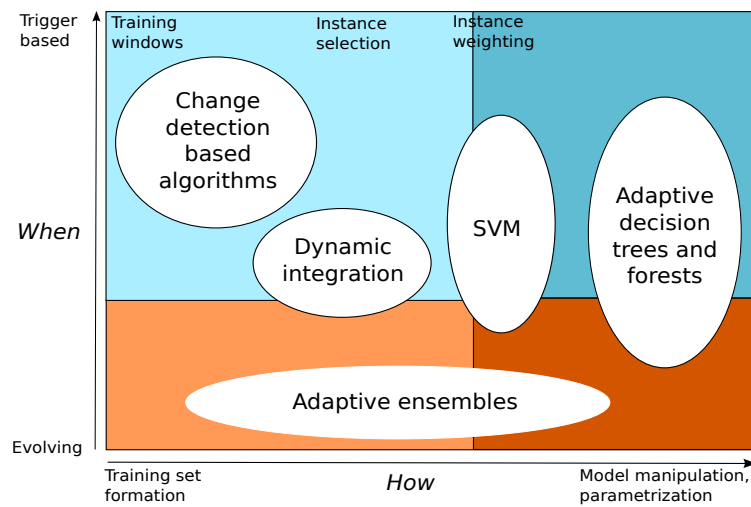 Trigger
based
Training
windows
Instance
selection
Instance
weighting
Change
detection
based
algorithms
When
Dynamic
integration
SVM
Adaptive
decision
trees and
forests
Adaptive ensembles
Evolving
Training set
formation
How
Model manipulation,
parametrization